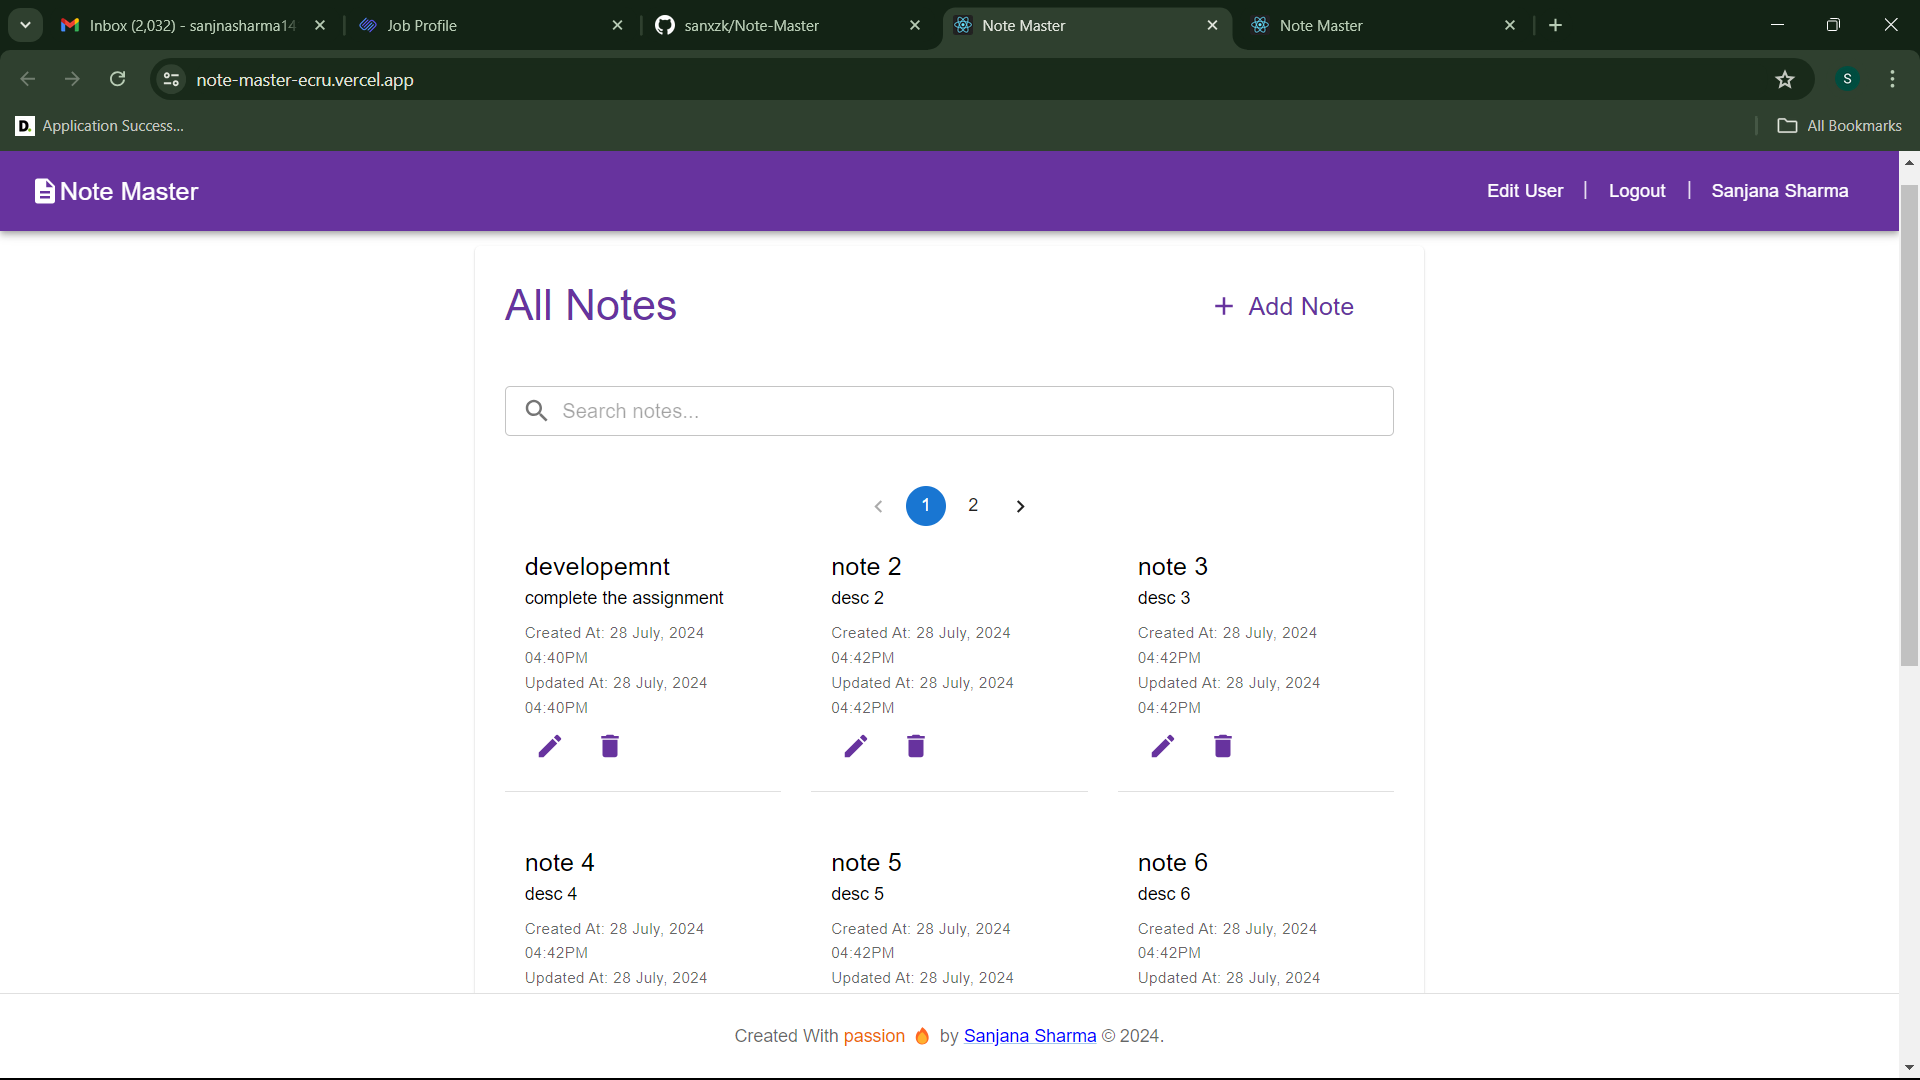 Inbox (2,032) - sanjnasharma14
Job Profile
sanxzk/Note-Master
Note Master
Note Master
note-master-ecru.vercel.app
S
D. Application Success...
All Bookmarks
Note Master
Edit User | Logout | Sanjana Sharma
All Notes
+ Add Note
Search notes...
1 2
developemnt
complete the assignment
Created At: 28 July, 2024
04:40PM
Updated At: 28 July, 2024
04:40PM
note 2
desc 2
Created At: 28 July, 2024
04:42PM
Updated At: 28 July, 2024
04:42PM
note 3
desc 3
Created At: 28 July, 2024
04:42PM
Updated At: 28 July, 2024
04:42PM
note 4
desc 4
Created At: 28 July, 2024
04:42PM
Updated At: 28 July, 2024
note 5
desc 5
Created At: 28 July, 2024
04:42PM
Updated At: 28 July, 2024
note 6
desc 6
Created At: 28 July, 2024
04:42PM
Updated At: 28 July, 2024
Created With passion 🔥 by Sanjana Sharma © 2024.